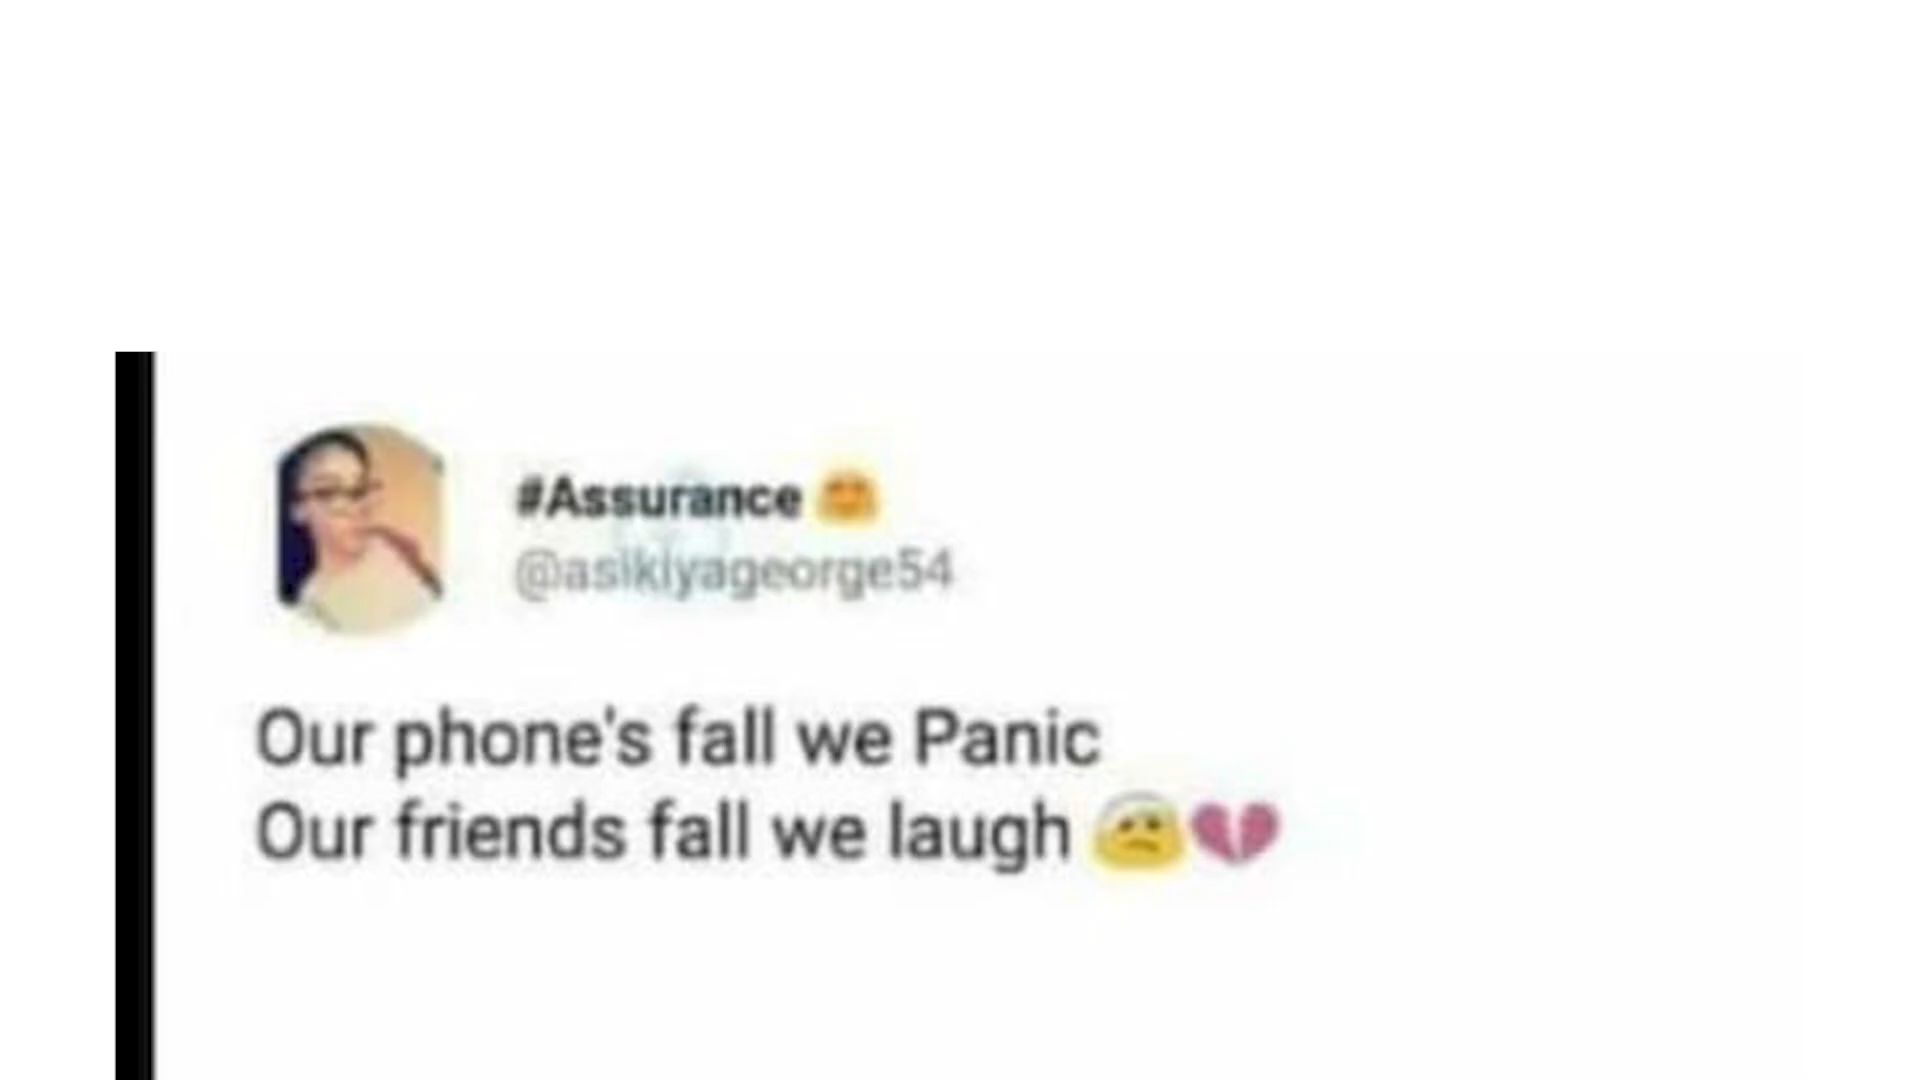 #Assurance 🤗
@asikiyageorge54
Our phone's fall we Panic
Our friends fall we laugh 🤕💔